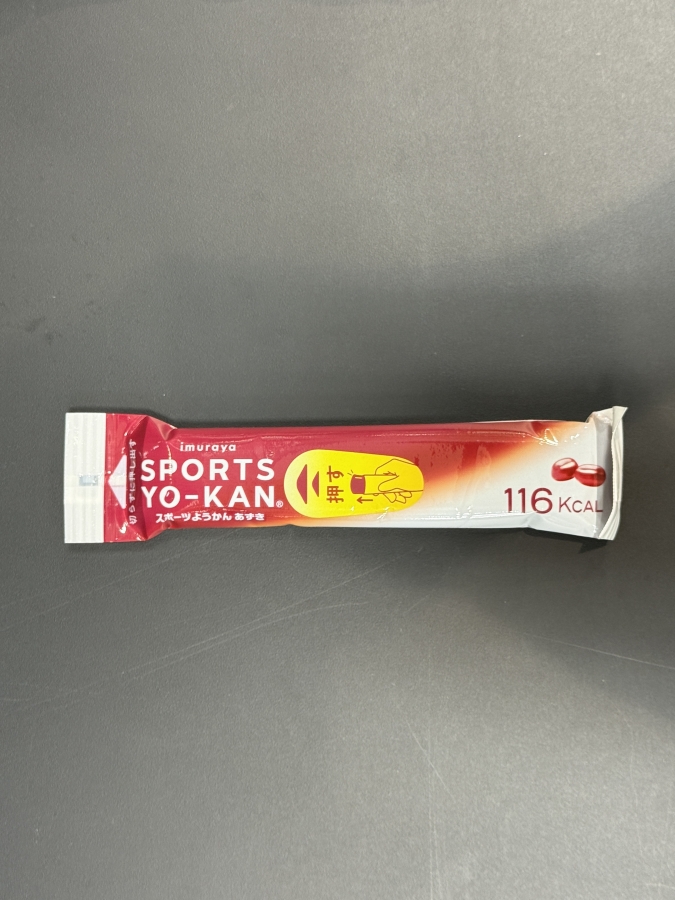 imuraya
SPORTS
YO-KAN®
スポーツようかん あずき
切らずに押し出す
押す
116 KCAL